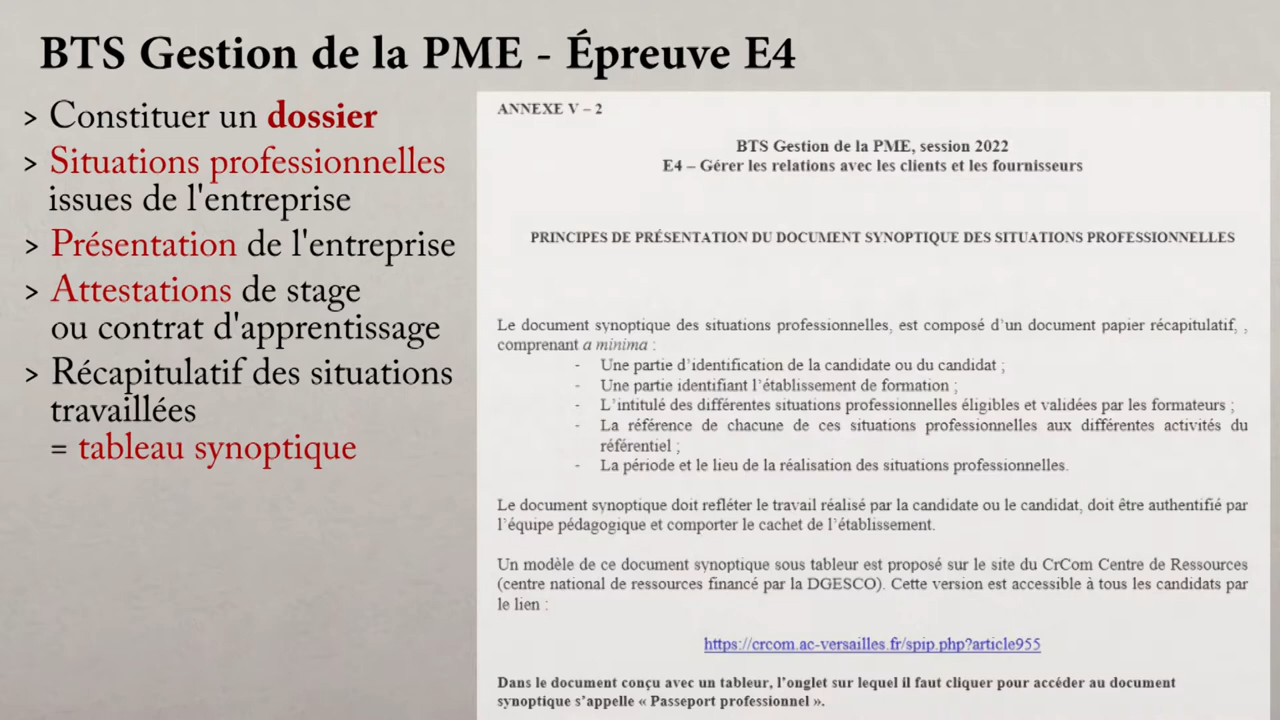 BTS Gestion de la PME - Épreuve E4
> Constituer un dossier
> Situations professionnelles
issues de l'entreprise
> Présentation de l'entreprise
> Attestations de stage
ou contrat d'apprentissage
> Récapitulatif des situations
travaillées
= tableau synoptique
ANNEXE V – 2
BTS Gestion de la PME, session 2022
E4 – Gérer les relations avec les clients et les fournisseurs
PRINCIPES DE PRÉSENTATION DU DOCUMENT SYNOPTIQUE DES SITUATIONS PROFESSIONNELLES
Le document synoptique des situations professionnelles, est composé d'un document papier récapitulatif, ,
comprenant a minima :
- Une partie d'identification de la candidate ou du candidat ;
- Une partie identifiant l'établissement de formation ;
- L'intitulé des différentes situations professionnelles éligibles et validées par les formateurs ;
- La référence de chacune de ces situations professionnelles aux différentes activités du
référentiel ;
- La période et le lieu de la réalisation des situations professionnelles.
Le document synoptique doit refléter le travail réalisé par la candidate ou le candidat, doit être authentifié par
l'équipe pédagogique et comporter le cachet de l'établissement.
Un modèle de ce document synoptique sous tableur est proposé sur le site du CrCom Centre de Ressources
(centre national de ressources financé par la DGESCO). Cette version est accessible à tous les candidats par
le lien :
https://crcom.ac-versailles.fr/spip.php?article955
Dans le document conçu avec un tableur, l'onglet sur lequel il faut cliquer pour accéder au document
synoptique s'appelle « Passeport professionnel ».